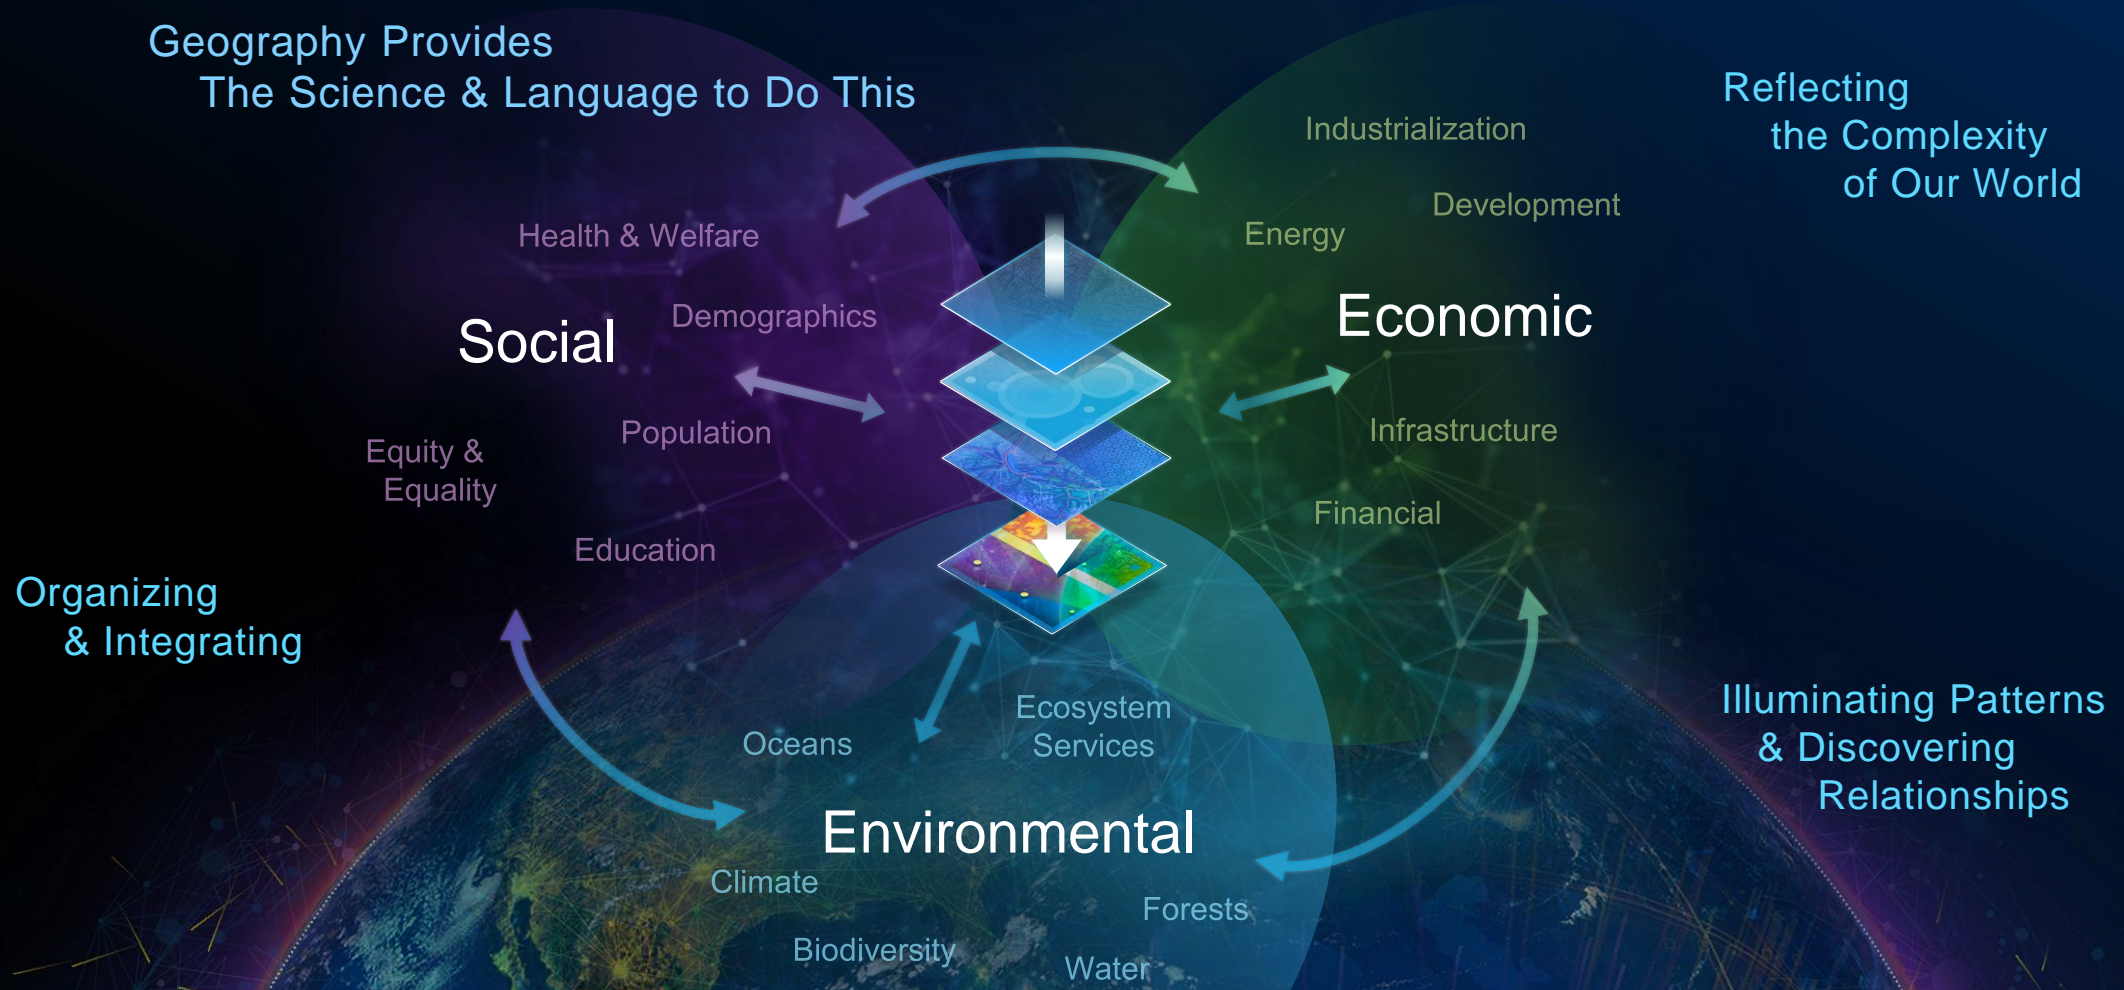 Geography Provides
The Science & Language to Do This
Reflecting
the Complexity
of Our World
Industrialization
Development
Energy
Economic
Infrastructure
Financial
Health & Welfare
Demographics
Social
Population
Equity &
Equality
Education
Organizing
& Integrating
Illuminating Patterns
& Discovering
Relationships
Ecosystem
Services
Oceans
Environmental
Climate
Forests
Biodiversity
Water